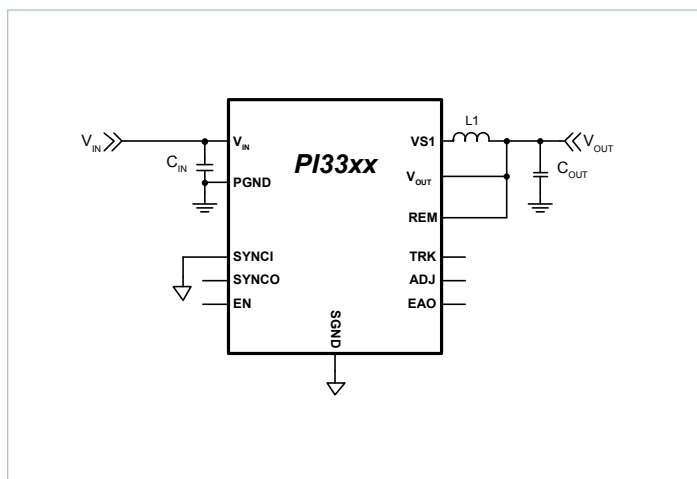 L1
V_IN
V_IN
VS1
V_OUT
C_IN
PI33xx
C_OUT
PGND
V_OUT
REM
SYNCI
TRK
SYNCO
ADJ
EN
EAO
SGND